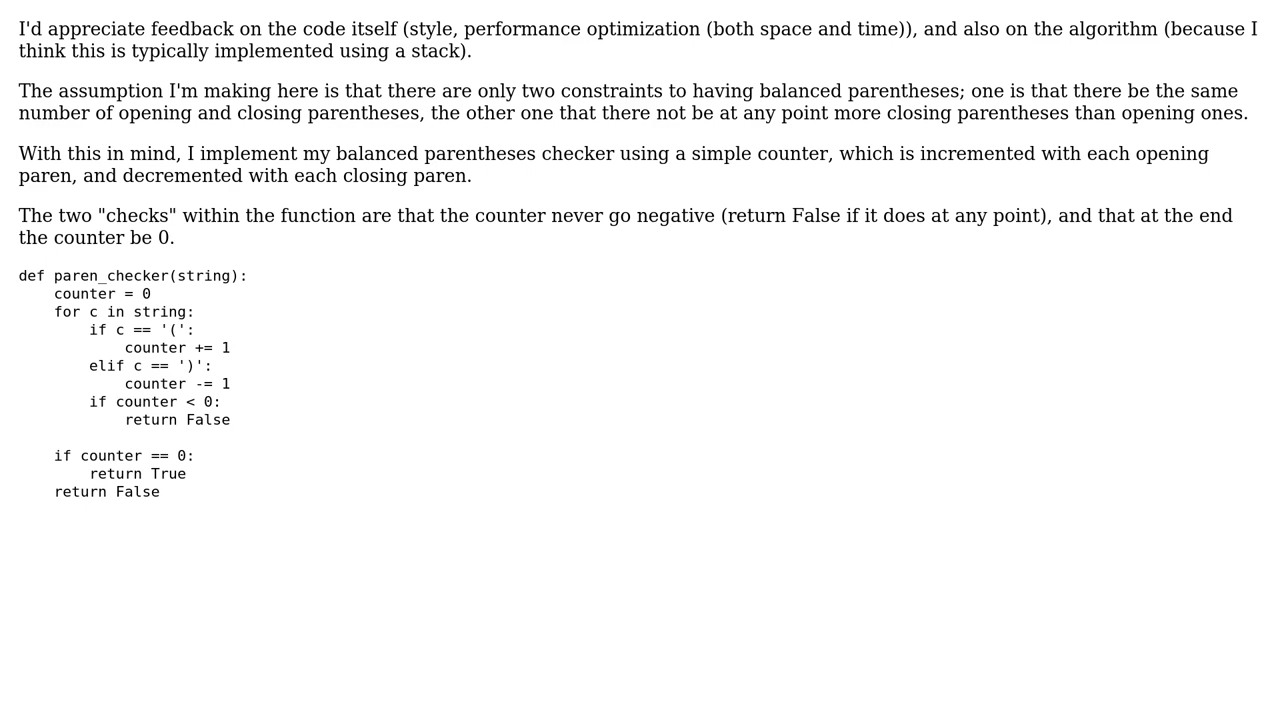 I'd appreciate feedback on the code itself (style, performance optimization (both space and time)), and also on the algorithm (because I
think this is typically implemented using a stack).
The assumption I'm making here is that there are only two constraints to having balanced parentheses; one is that there be the same
number of opening and closing parentheses, the other one that there not be at any point more closing parentheses than opening ones.
With this in mind, I implement my balanced parentheses checker using a simple counter, which is incremented with each opening
paren, and decremented with each closing paren.
The two "checks" within the function are that the counter never go negative (return False if it does at any point), and that at the end
the counter be 0.
def paren_checker(string):
    counter = 0
    for c in string:
        if c == '(':
            counter += 1
        elif c == ')':
            counter -= 1
        if counter < 0:
            return False
    if counter == 0:
        return True
    return False